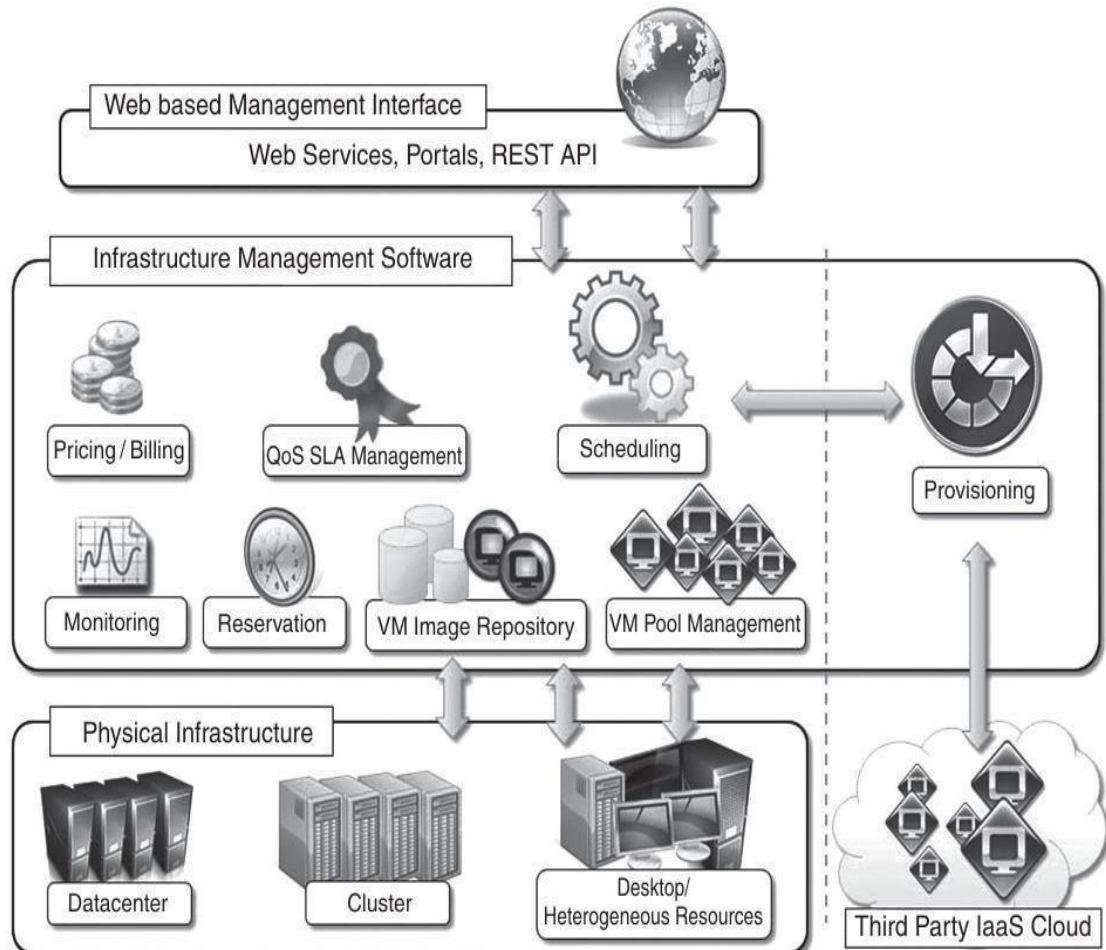 Web based Management Interface
Web Services, Portals, REST API
Infrastructure Management Software
Pricing / Billing
QoS SLA Management
Scheduling
Provisioning
Monitoring
Reservation
VM Image Repository
VM Pool Management
Physical Infrastructure
Datacenter
Cluster
Desktop/
Heterogeneous Resources
Third Party IaaS Cloud